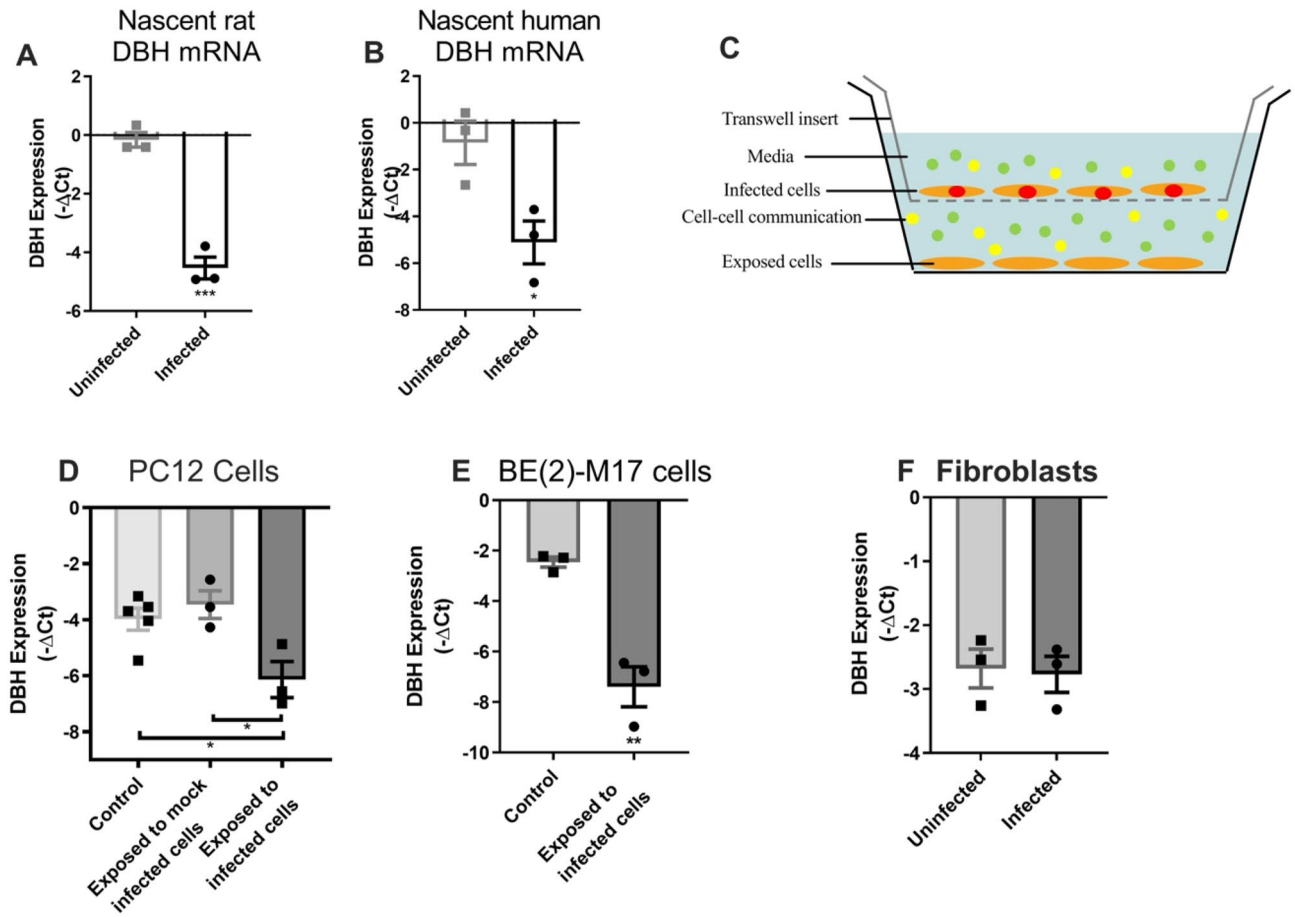 A
Nascent rat
DBH mRNA
DBH Expression
(-ΔCt)
2
0
-2
-4
-6
***
Uninfected
Infected
B
Nascent human
DBH mRNA
DBH Expression
(-ΔCt)
2
0
-2
-4
-6
-8
*
Uninfected
Infected
C
Transwell insert
Media
Infected cells
Cell-cell communication
Exposed cells
D
PC12 Cells
DBH Expression
(-ΔCt)
0
-2
-4
-6
-8
*
*
Control
Exposed to mock
infected cells
Exposed to
infected cells
E
BE(2)-M17 cells
DBH Expression
(-ΔCt)
0
-2
-4
-6
-8
-10
**
Control
Exposed to
infected cells
F
Fibroblasts
DBH Expression
(-ΔCt)
0
-1
-2
-3
-4
Uninfected
Infected